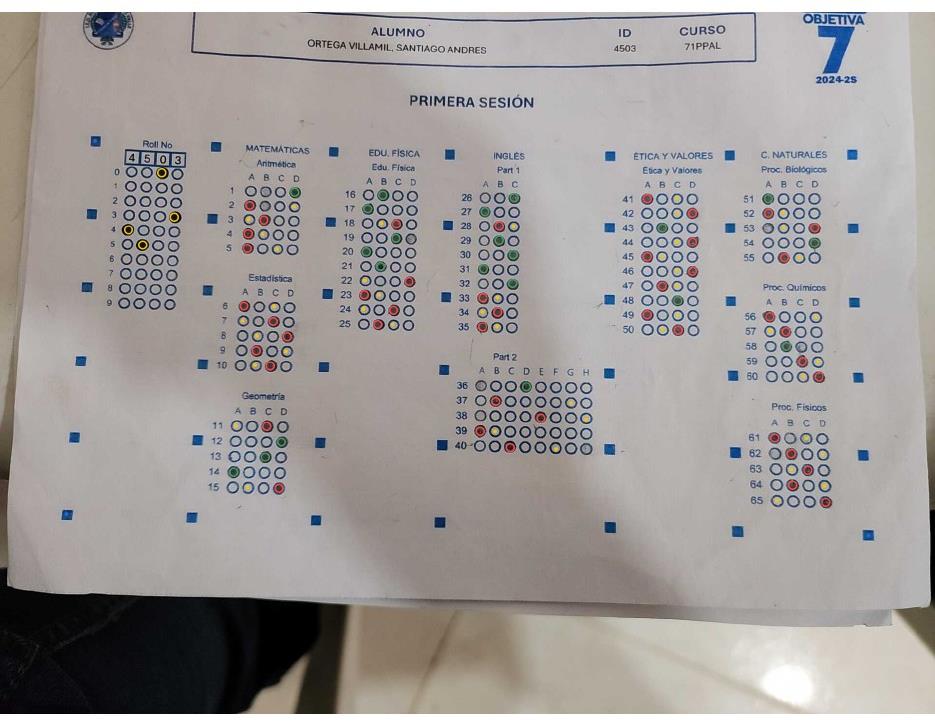 OBJETIVA
7
2024-2S
ALUMNO ID CURSO
ORTEGA VILLAMIL, SANTIAGO ANDRES 4503 71PPAL
PRIMERA SESIÓN
Roll No
4 5 0 3
0
1
2
3
4
5
6
7
8
9
MATEMÁTICAS
Aritmética
A B C D
1
2
3
4
5
Estadística
A B C D
6
7
8
9
10
Geometría
A B C D
11
12
13
14
15
EDU. FÍSICA
Edu. Física
A B C D
16
17
18
19
20
21
22
23
24
25
INGLÉS
Part 1
A B C
26
27
28
29
30
31
32
33
34
35
Part 2
A B C D E F G H
36
37
38
39
40
ÉTICA Y VALORES
Ética y Valores
A B C D
41
42
43
44
45
46
47
48
49
50
C. NATURALES
Proc. Biológicos
A B C D
51
52
53
54
55
Proc. Químicos
A B C D
56
57
58
59
60
Proc. Físicos
A B C D
61
62
63
64
65